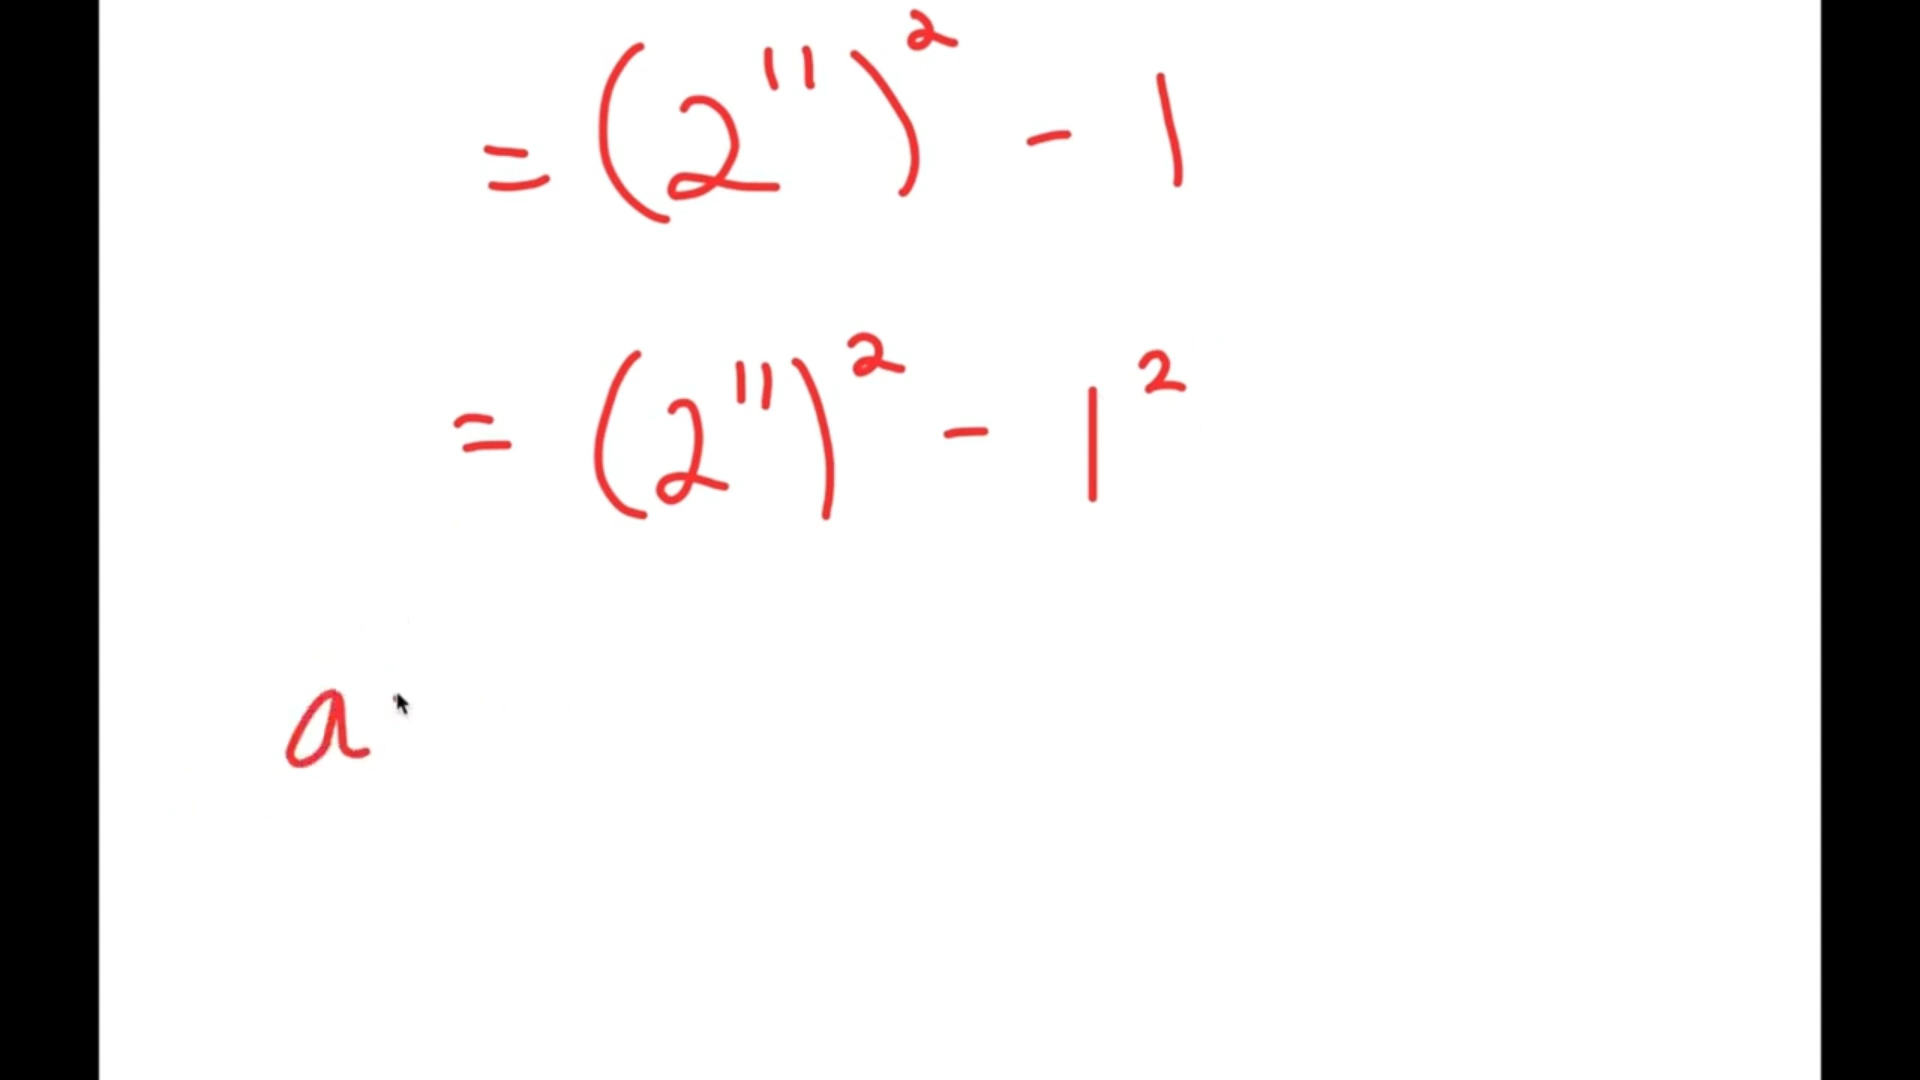 = (2¹¹)² - 1
= (2¹¹)² - 1²
a